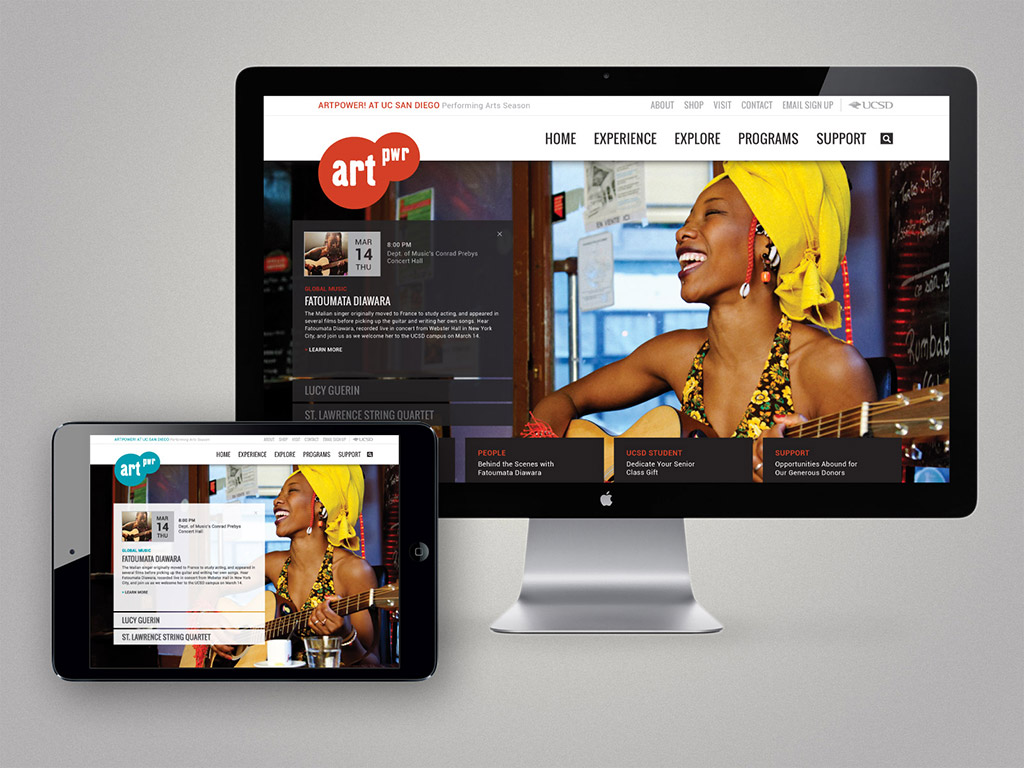 ARTPOWER! AT UC SAN DIEGO Performing Arts Season
ABOUT SHOP VISIT CONTACT EMAIL SIGN UP UCSD
HOME EXPERIENCE EXPLORE PROGRAMS SUPPORT
art pwr
EN VENTE ICI
MAR
14
THU
8:00 PM
Dept. of Music's Conrad Prebys
Concert Hall
GLOBAL MUSIC
FATOUMATA DIAWARA
The Malian singer originally moved to France to study acting, and appeared in
several films before picking up the guitar and writing her own songs. Hear
Fatoumata Diawara, recorded live in concert from Webster Hall in New York
City, and join us as we welcome her to the UCSD campus on March 14.
+ LEARN MORE
LUCY GUERIN
ST. LAWRENCE STRING QUARTET
PEOPLE
Behind the Scenes with
Fatoumata Diawara
UCSD STUDENT
Dedicate Your Senior
Class Gift
SUPPORT
Opportunities Abound for
Our Generous Donors
ARTPOWER! AT UC SAN DIEGO Performing Arts Season
ABOUT SHOP VISIT CONTACT EMAIL SIGN UP UCSD
HOME EXPERIENCE EXPLORE PROGRAMS SUPPORT
art pwr
MAR
14
THU
8:00 PM
Dept. of Music's Conrad Prebys
Concert Hall
GLOBAL MUSIC
FATOUMATA DIAWARA
The Malian singer originally moved to France to study acting, and appeared in
several films before picking up the guitar and writing her own songs. Hear
Fatoumata Diawara, recorded live in concert from Webster Hall in New York
City, and join us as we welcome her to the UCSD campus on March 14.
+ LEARN MORE
LUCY GUERIN
ST. LAWRENCE STRING QUARTET